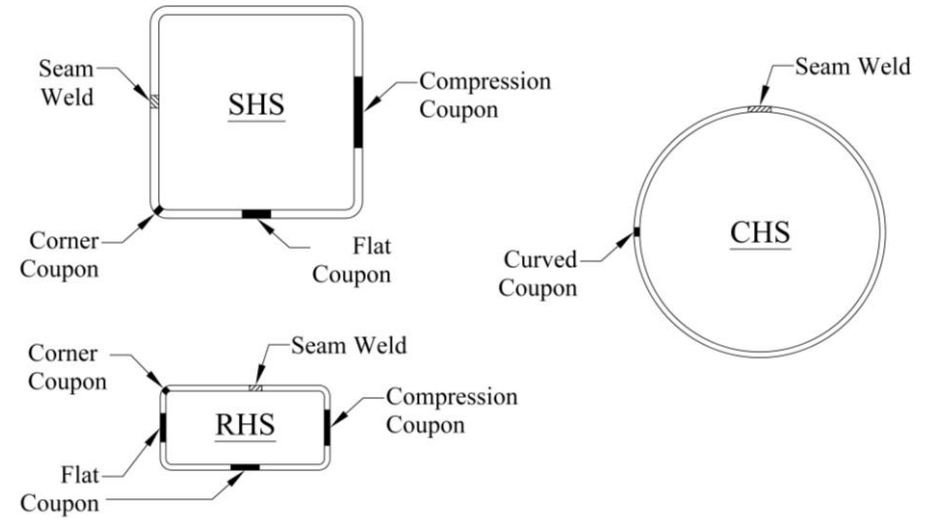 Seam
Weld
SHS
Compression
Coupon
Corner
Coupon
Flat
Coupon
Seam Weld
CHS
Curved
Coupon
Corner
Coupon
Seam Weld
RHS
Compression
Coupon
Flat
Coupon